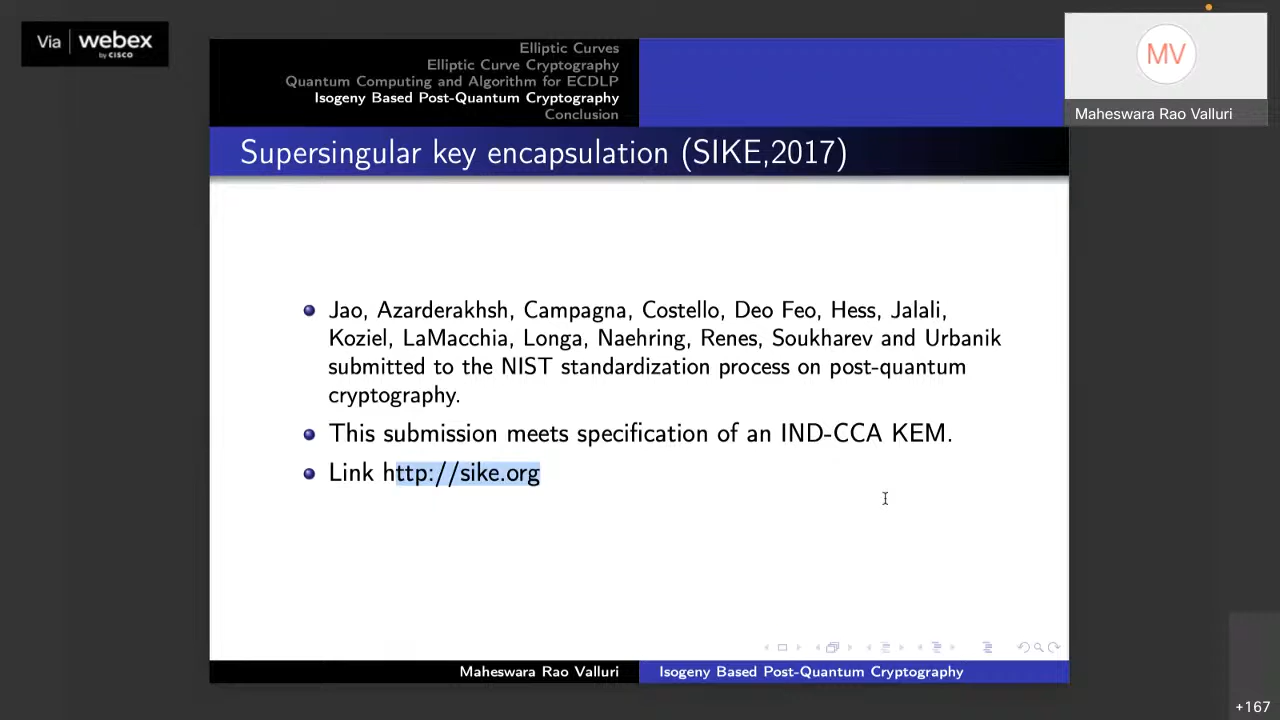 Via webex
by CISCO
MV
Maheswara Rao Valluri
Elliptic Curves
Elliptic Curve Cryptography
Quantum Computing and Algorithm for ECDLP
Isogeny Based Post-Quantum Cryptography
Conclusion
Supersingular key encapsulation (SIKE,2017)
Jao, Azarderakhsh, Campagna, Costello, Deo Feo, Hess, Jalali,
Koziel, LaMacchia, Longa, Naehring, Renes, Soukharev and Urbanik
submitted to the NIST standardization process on post-quantum
cryptography.
This submission meets specification of an IND-CCA KEM.
Link http://sike.org
Maheswara Rao Valluri Isogeny Based Post-Quantum Cryptography
+167